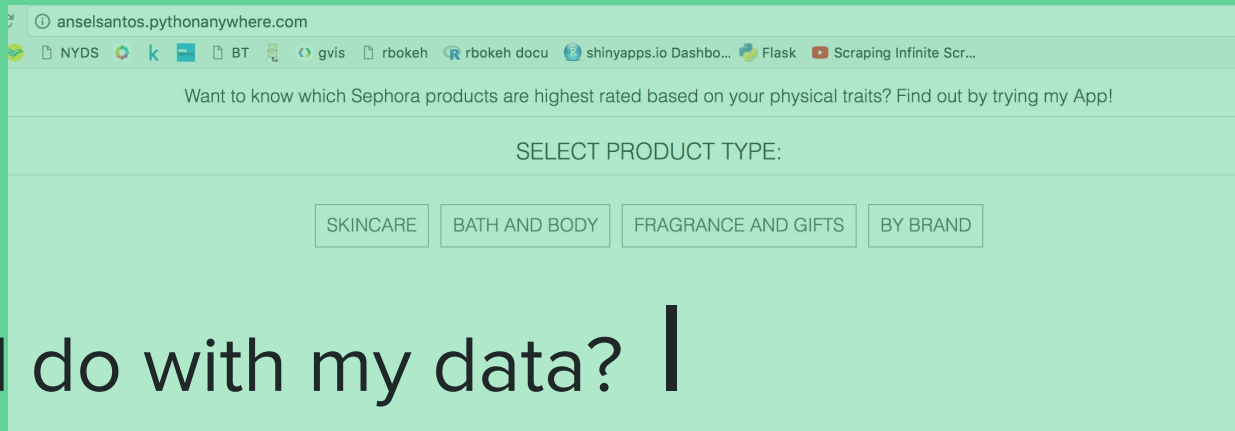 anselsantos.pythonanywhere.com
NYDS k BT gvis rbokeh rbokeh docu shinyapps.io Dashbo... Flask Scraping Infinite Scr...
Want to know which Sephora products are highest rated based on your physical traits? Find out by trying my App!
SELECT PRODUCT TYPE:
SKINCARE BATH AND BODY FRAGRANCE AND GIFTS BY BRAND
do with my data?